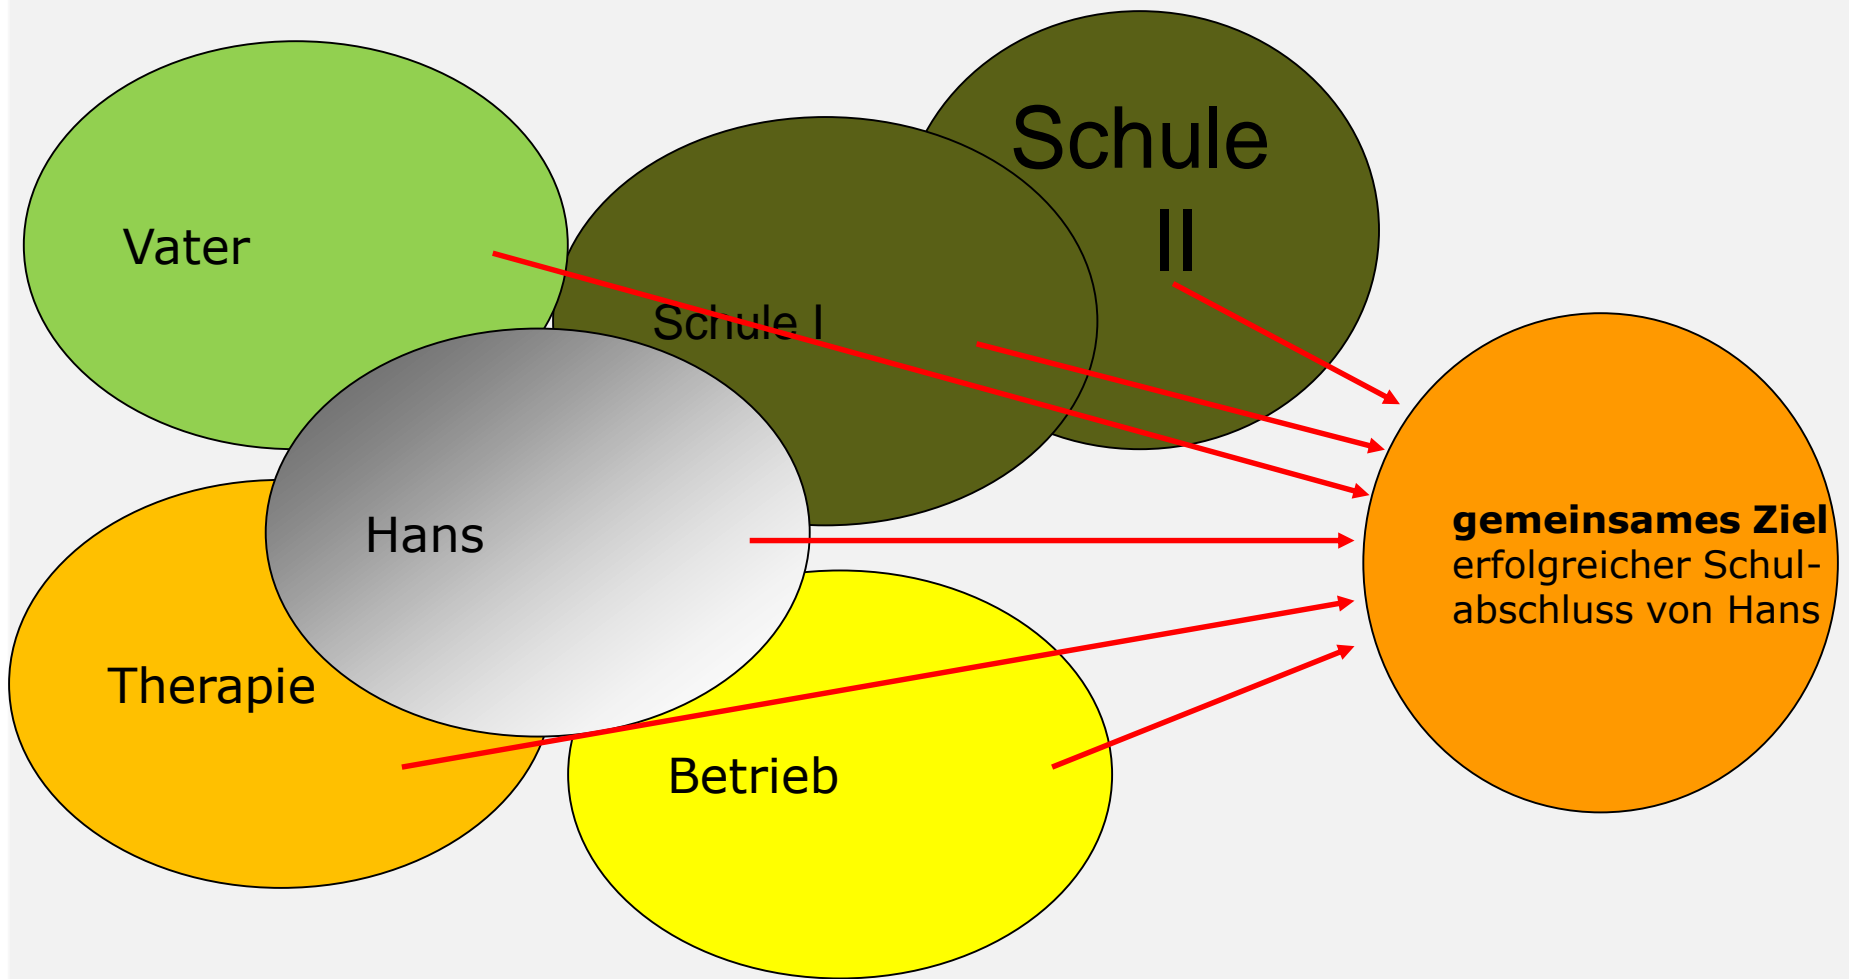 Schule
II
Vater
Schule I
Hans
gemeinsames Ziel
erfolgreicher Schul-
abschluss von Hans
Therapie
Betrieb